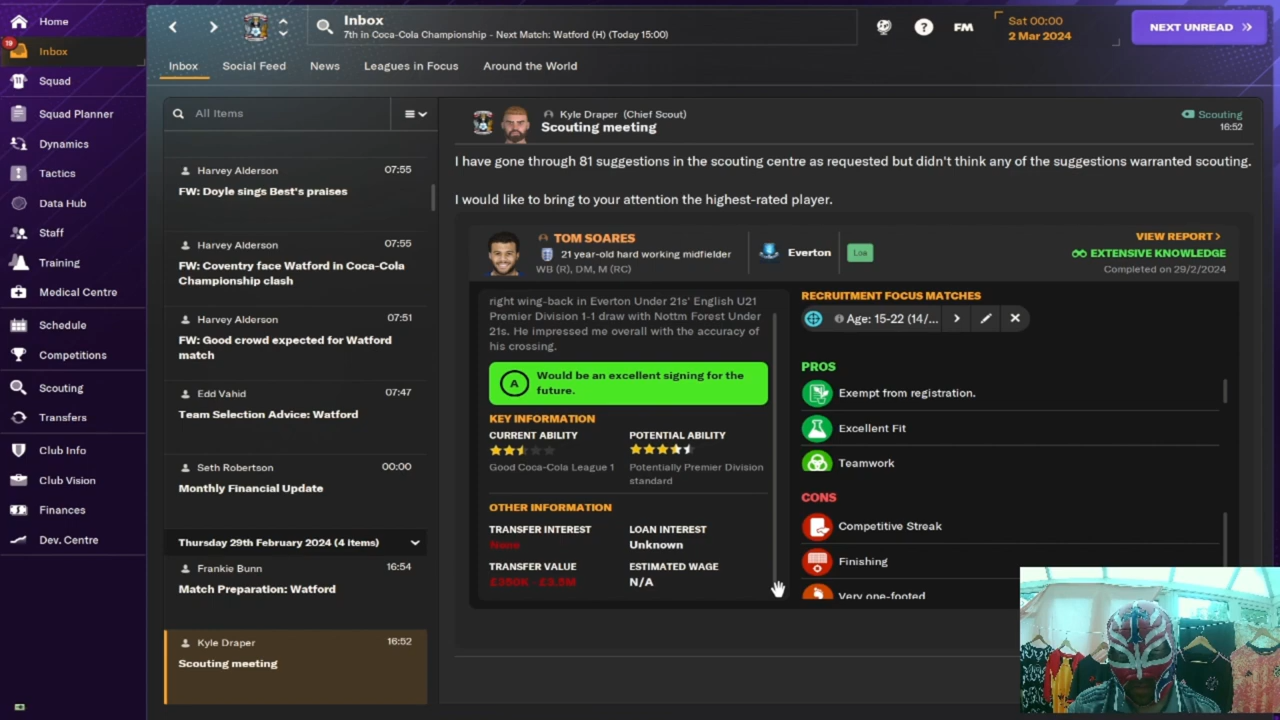 Home
19
Inbox
Squad
Squad Planner
Dynamics
Tactics
Data Hub
Staff
Training
Medical Centre
Schedule
Competitions
Scouting
Transfers
Club Info
Club Vision
Finances
Dev. Centre
Inbox
7th in Coca-Cola Championship - Next Match: Watford (H) (Today 15:00)
?
FM
Sat 00:00
2 Mar 2024
NEXT UNREAD
Inbox
Social Feed
News
Leagues in Focus
Around the World
All Items
Harvey Alderson 07:55
FW: Doyle sings Best's praises
Harvey Alderson 07:55
FW: Coventry face Watford in Coca-Cola
Championship clash
Harvey Alderson 07:51
FW: Good crowd expected for Watford
match
Edd Vahid 07:47
Team Selection Advice: Watford
Seth Robertson 00:00
Monthly Financial Update
Thursday 29th February 2024 (4 items)
Frankie Bunn 16:54
Match Preparation: Watford
Kyle Draper 16:52
Scouting meeting
Kyle Draper (Chief Scout)
Scouting meeting
Scouting
16:52
I have gone through 81 suggestions in the scouting centre as requested but didn't think any of the suggestions warranted scouting.
I would like to bring to your attention the highest-rated player.
TOM SOARES
21 year-old hard working midfielder
WB (R), DM, M (RC)
Everton
Loa
VIEW REPORT >
EXTENSIVE KNOWLEDGE
Completed on 29/2/2024
right wing-back in Everton Under 21s' English U21
Premier Division 1-1 draw with Nottm Forest Under
21s. He impressed me overall with the accuracy of
his crossing.
A
Would be an excellent signing for the
future.
KEY INFORMATION
CURRENT ABILITY
Good Coca-Cola League 1
POTENTIAL ABILITY
Potentially Premier Division
standard
OTHER INFORMATION
TRANSFER INTEREST
None
LOAN INTEREST
Unknown
TRANSFER VALUE
£350K - £3.5M
ESTIMATED WAGE
N/A
RECRUITMENT FOCUS MATCHES
Age: 15-22 (14/...
PROS
Exempt from registration.
Excellent Fit
Teamwork
CONS
Competitive Streak
Finishing
Very one-footed